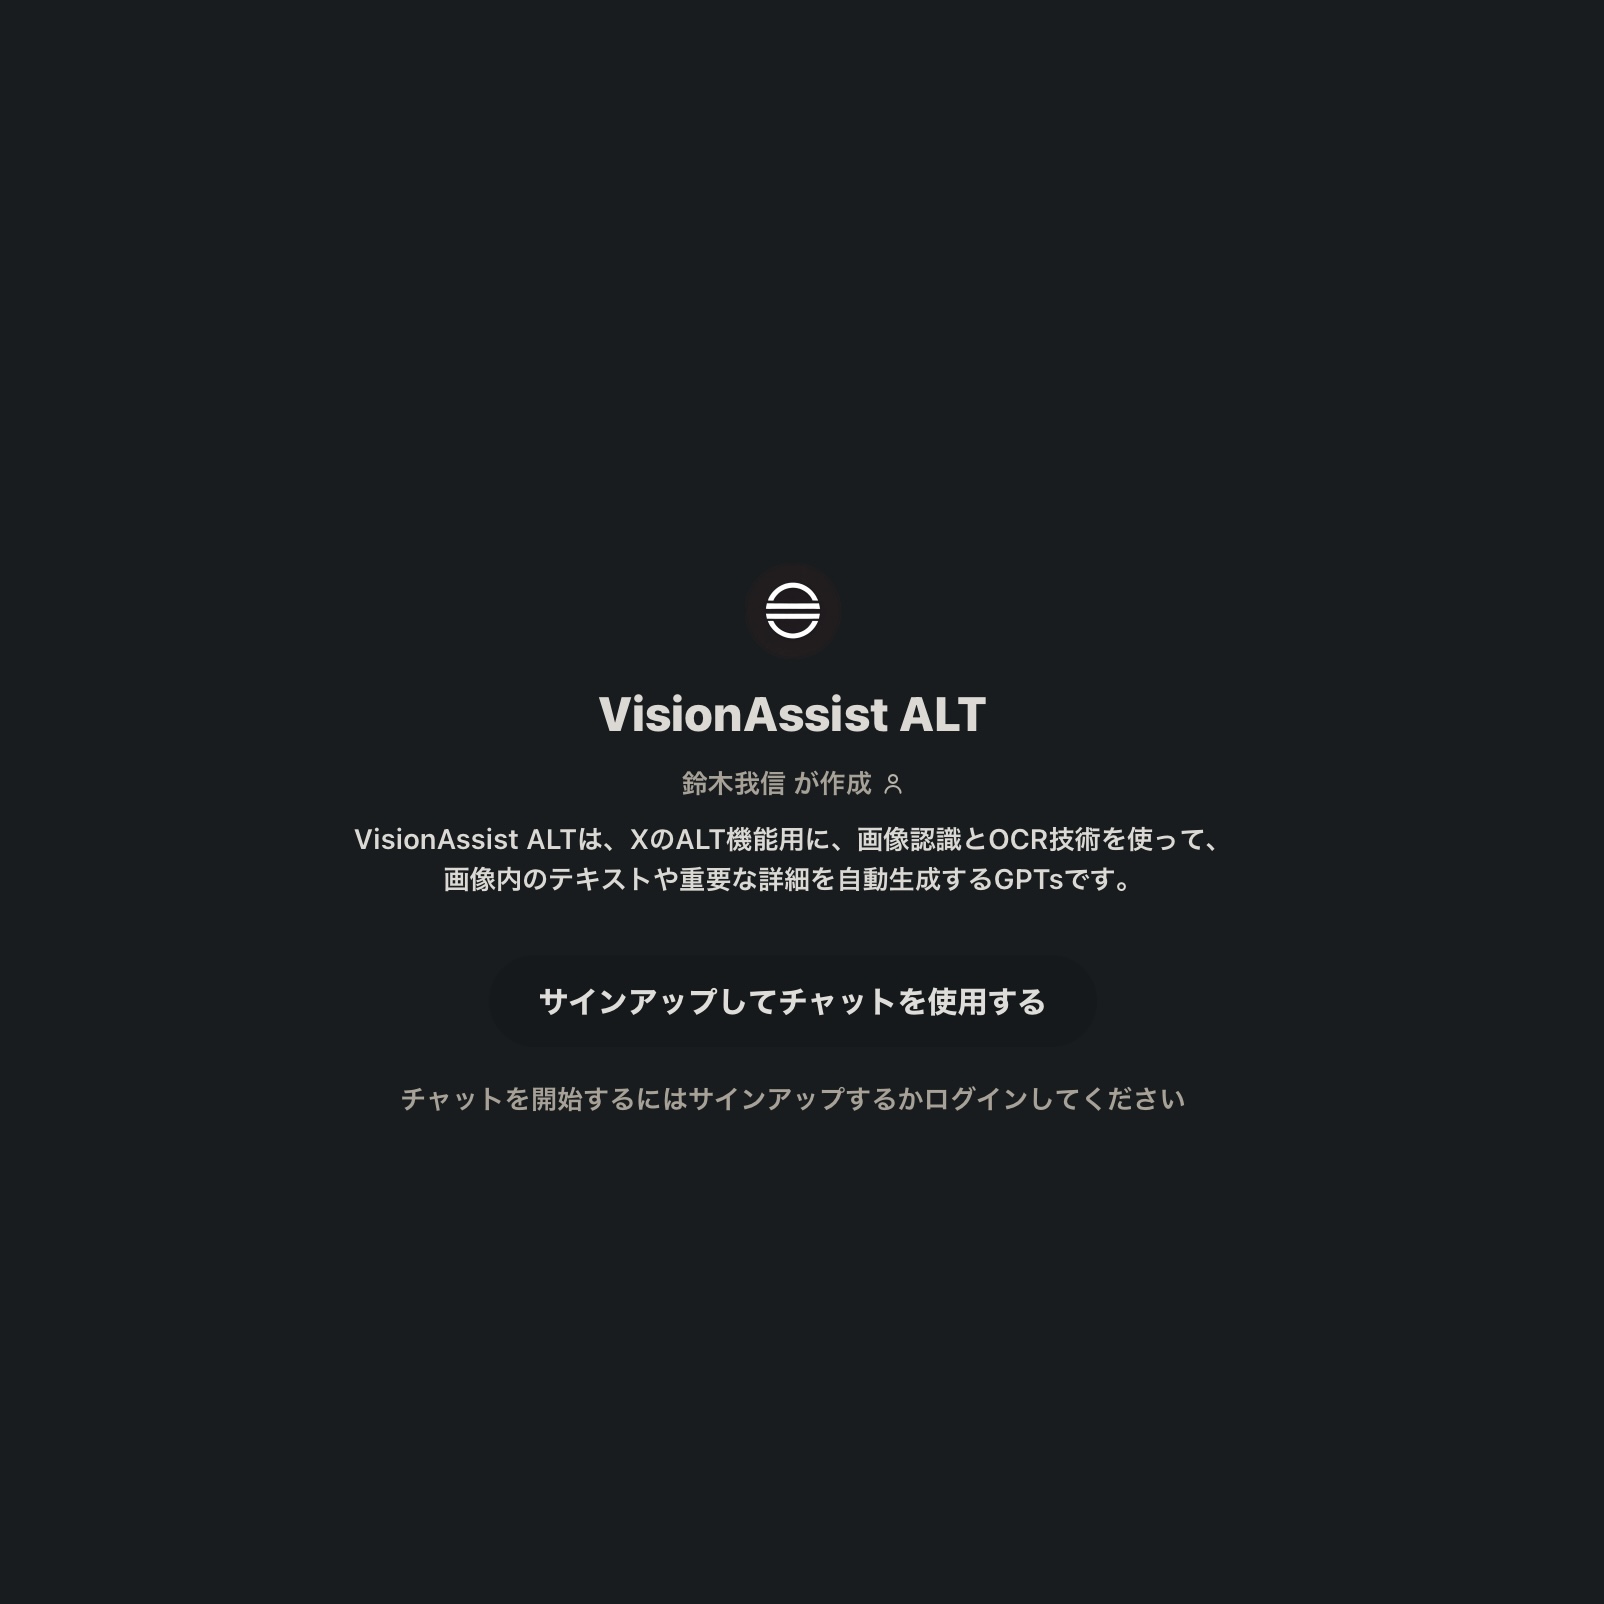 VisionAssist ALT
鈴木我信 が作成
VisionAssist ALTは、XのALT機能用に、画像認識とOCR技術を使って、
画像内のテキストや重要な詳細を自動生成するGPTsです。
サインアップしてチャットを使用する
チャットを開始するにはサインアップするかログインしてください